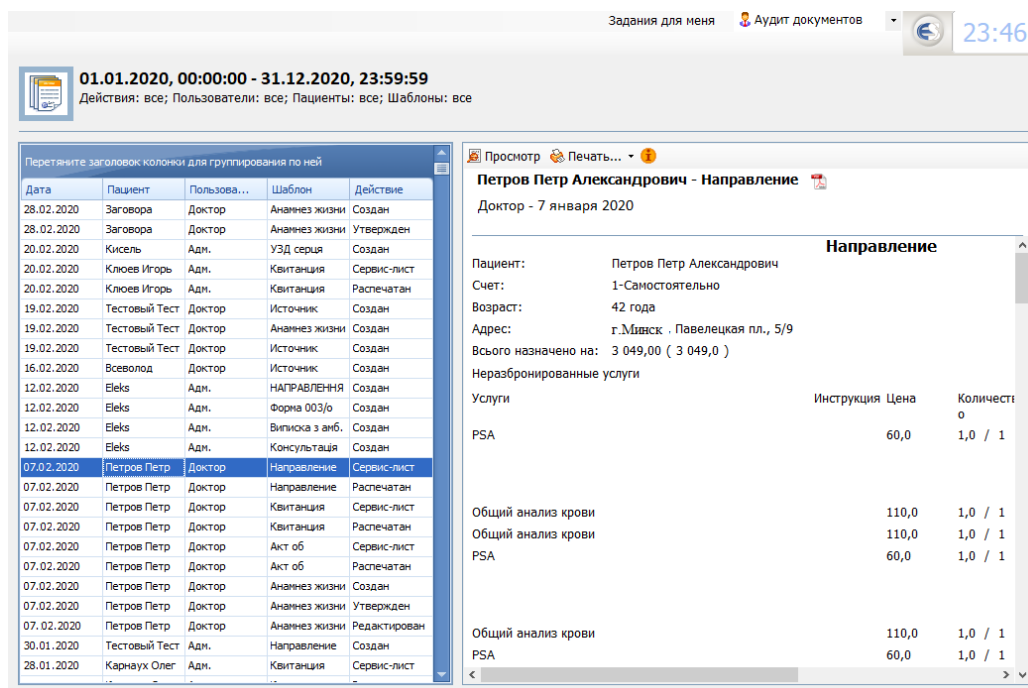 Задания для меня Аудит документов
23:46
01.01.2020, 00:00:00 - 31.12.2020, 23:59:59
Действия: все; Пользователи: все; Пациенты: все; Шаблоны: все
Перетяните заголовок колонки для группирования по ней
Дата Пациент Пользова... Шаблон Действие
28.02.2020 Заговора Доктор Анамнез жизни Создан
28.02.2020 Заговора Доктор Анамнез жизни Утвержден
20.02.2020 Кисель Адм. УЗД серця Создан
20.02.2020 Клюев Игорь Адм. Квитанция Сервис-лист
20.02.2020 Клюев Игорь Адм. Квитанция Распечатан
19.02.2020 Тестовый Тест Доктор Источник Создан
19.02.2020 Тестовый Тест Доктор Анамнез жизни Создан
19.02.2020 Тестовый Тест Доктор Источник Создан
16.02.2020 Всеволод Доктор Источник Создан
12.02.2020 Eleks Адм. НАПРАВЛЕННЯ Создан
12.02.2020 Eleks Адм. Форма 003/о Создан
12.02.2020 Eleks Адм. Виписка з амб. Создан
12.02.2020 Eleks Адм. Консультація Создан
07.02.2020 Петров Петр Доктор Направление Сервис-лист
07.02.2020 Петров Петр Доктор Направление Распечатан
07.02.2020 Петров Петр Доктор Квитанция Сервис-лист
07.02.2020 Петров Петр Доктор Квитанция Распечатан
07.02.2020 Петров Петр Доктор Акт об Сервис-лист
07.02.2020 Петров Петр Доктор Акт об Распечатан
07.02.2020 Петров Петр Доктор Анамнез жизни Создан
07.02.2020 Петров Петр Доктор Анамнез жизни Утвержден
07.02.2020 Петров Петр Доктор Анамнез жизни Редактирован
30.01.2020 Тестовый Тест Адм. Направление Создан
28.01.2020 Карнаух Олег Адм. Квитанция Сервис-лист
Просмотр Печать...
Петров Петр Александрович - Направление
Доктор - 7 января 2020
Направление
Пациент: Петров Петр Александрович
Счет: 1-Самостоятельно
Возраст: 42 года
Адрес: г.Минск . Павелецкая пл., 5/9
Всього назначено на: 3 049,00 ( 3 049,0 )
Неразбронированные услуги
Услуги Инструкция Цена Количеств
о
PSA 60,0 1,0 / 1
Общий анализ крови 110,0 1,0 / 1
Общий анализ крови 110,0 1,0 / 1
PSA 60,0 1,0 / 1
Общий анализ крови 110,0 1,0 / 1
PSA 60,0 1,0 / 1